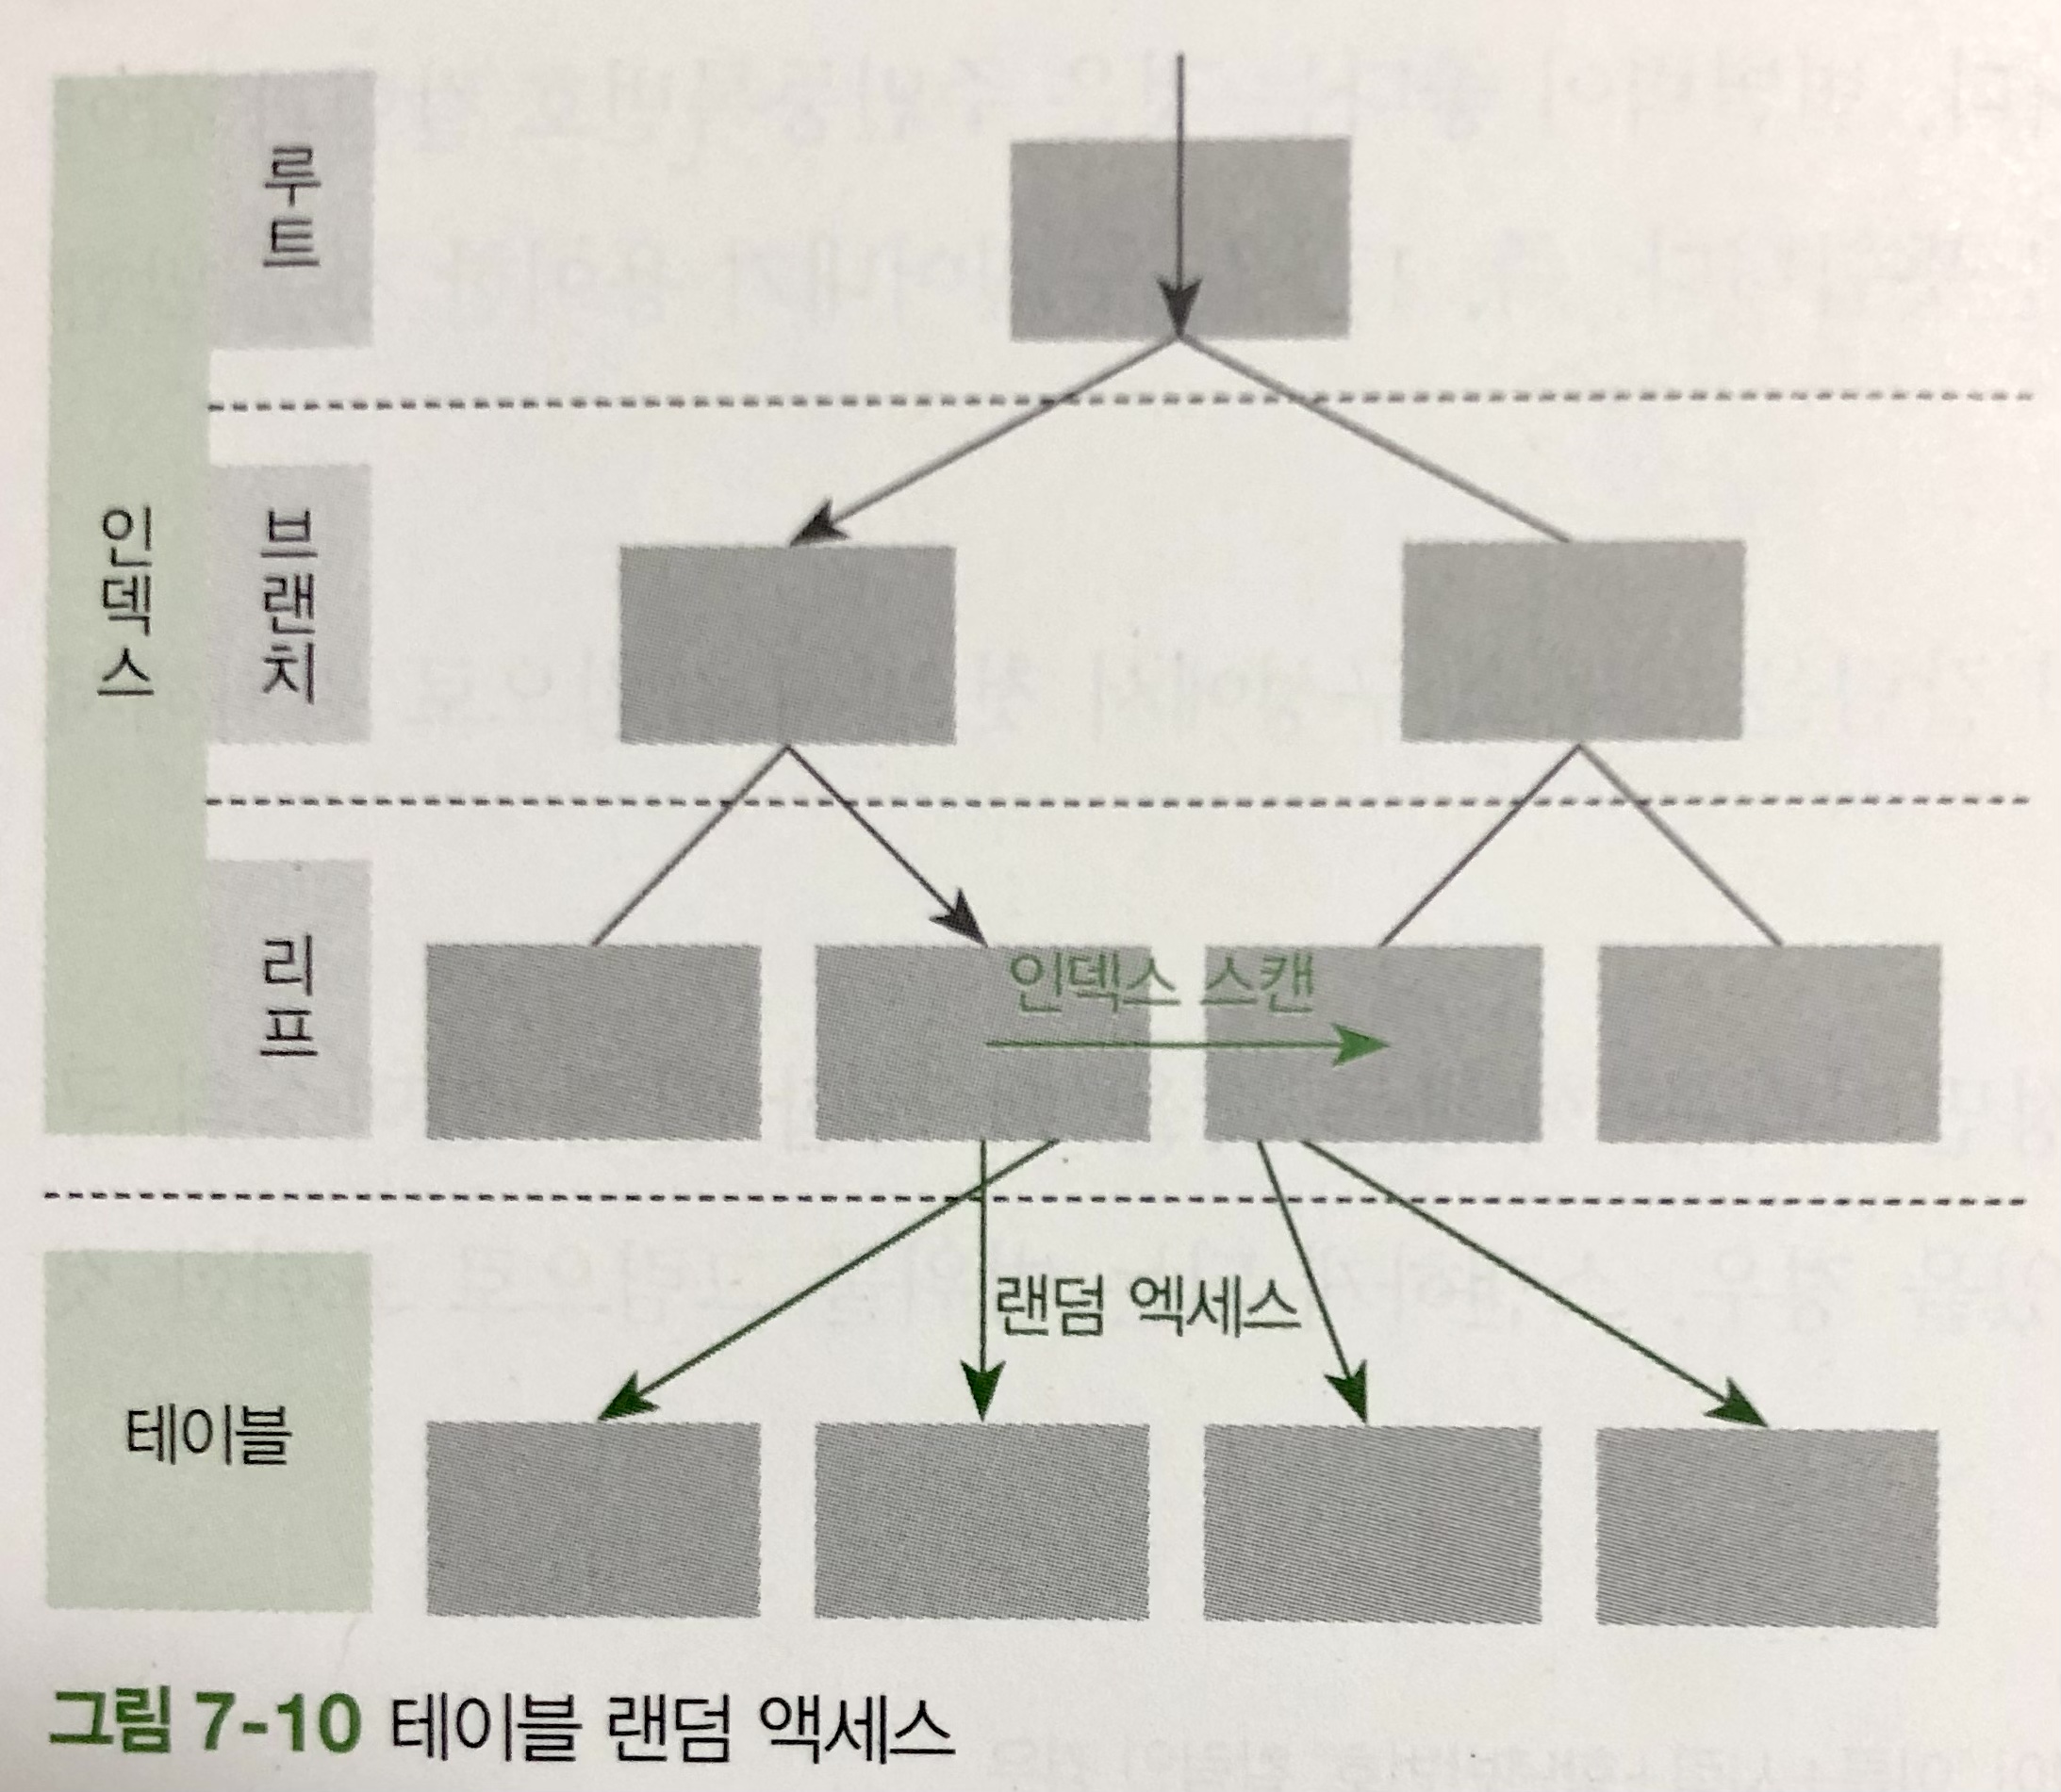 루트
인덱스
브랜치
리프
인덱스 스캔
랜덤 엑세스
테이블
그림 7-10 테이블 랜덤 액세스